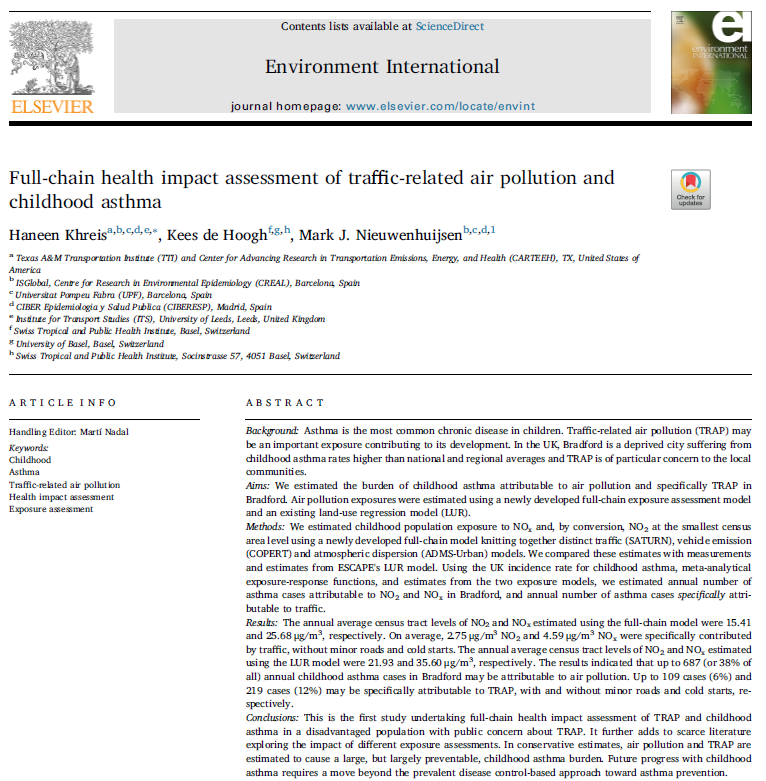 Contents lists available at ScienceDirect
Environment International
ELSEVIER
journal homepage: www.elsevier.com/locate/envint
environment
INTERNATIONAL
Full-chain health impact assessment of traffic-related air pollution and
childhood asthma
Check for
updates
Haneen Khreisa,b,c,d,e,⁎, Kees de Hooghf,g,h, Mark J. Nieuwenhuijsenb,c,d,1
a Texas A&M Transportation Institute (TTI) and Center for Advancing Research in Transportation Emissions, Energy, and Health (CARTEEH), TX, United States of
America
b ISGlobal, Centre for Research in Environmental Epidemiology (CREAL), Barcelona, Spain
c Universitat Pompeu Fabra (UPF), Barcelona, Spain
d CIBER Epidemiologia y Salud Publica (CIBERESP), Madrid, Spain
e Institute for Transport Studies (ITS), University of Leeds, Leeds, United Kingdom
f Swiss Tropical and Public Health Institute, Basel, Switzerland
g University of Basel, Basel, Switzerland
h Swiss Tropical and Public Health Institute, Socinstrasse 57, 4051 Basel, Switzerland
ARTICLE INFO
Handling Editor: Martí Nadal
Keywords:
Childhood
Asthma
Traffic-related air pollution
Health impact assessment
Exposure assessment
ABSTRACT
Background: Asthma is the most common chronic disease in children. Traffic-related air pollution (TRAP) may
be an important exposure contributing to its development. In the UK, Bradford is a deprived city suffering from
childhood asthma rates higher than national and regional averages and TRAP is of particular concern to the local
communities.
Aims: We estimated the burden of childhood asthma attributable to air pollution and specifically TRAP in
Bradford. Air pollution exposures were estimated using a newly developed full-chain exposure assessment model
and an existing land-use regression model (LUR).
Methods: We estimated childhood population exposure to NOx and, by conversion, NO2 at the smallest census
area level using a newly developed full-chain model knitting together distinct traffic (SATURN), vehicle emission
(COPERT) and atmospheric dispersion (ADMS-Urban) models. We compared these estimates with measurements
and estimates from ESCAPE's LUR model. Using the UK incidence rate for childhood asthma, meta-analytical
exposure-response functions, and estimates from the two exposure models, we estimated annual number of
asthma cases attributable to NO2 and NOx in Bradford, and annual number of asthma cases specifically attri-
butable to traffic.
Results: The annual average census tract levels of NO2 and NOx estimated using the full-chain model were 15.41
and 25.68 μg/m3, respectively. On average, 2.75 μg/m3 NO2 and 4.59 μg/m3 NOx were specifically contributed
by traffic, without minor roads and cold starts. The annual average census tract levels of NO2 and NOx estimated
using the LUR model were 21.93 and 35.60 μg/m3, respectively. The results indicated that up to 687 (or 38% of
all) annual childhood asthma cases in Bradford may be attributable to air pollution. Up to 109 cases (6%) and
219 cases (12%) may be specifically attributable to TRAP, with and without minor roads and cold starts, re-
spectively.
Conclusions: This is the first study undertaking full-chain health impact assessment of TRAP and childhood
asthma in a disadvantaged population with public concern about TRAP. It further adds to scarce literature
exploring the impact of different exposure assessments. In conservative estimates, air pollution and TRAP are
estimated to cause a large, but largely preventable, childhood asthma burden. Future progress with childhood
asthma requires a move beyond the prevalent disease control-based approach toward asthma prevention.